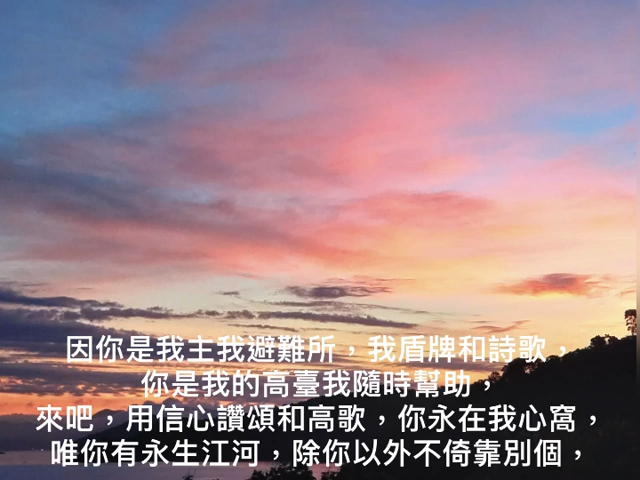 因你是我主我避難所，我盾牌和詩歌，
你是我的高臺我隨時幫助，
來吧，用信心讚頌和高歌，你永在我心窩，
唯你有永生江河，除你以外不倚靠別個，